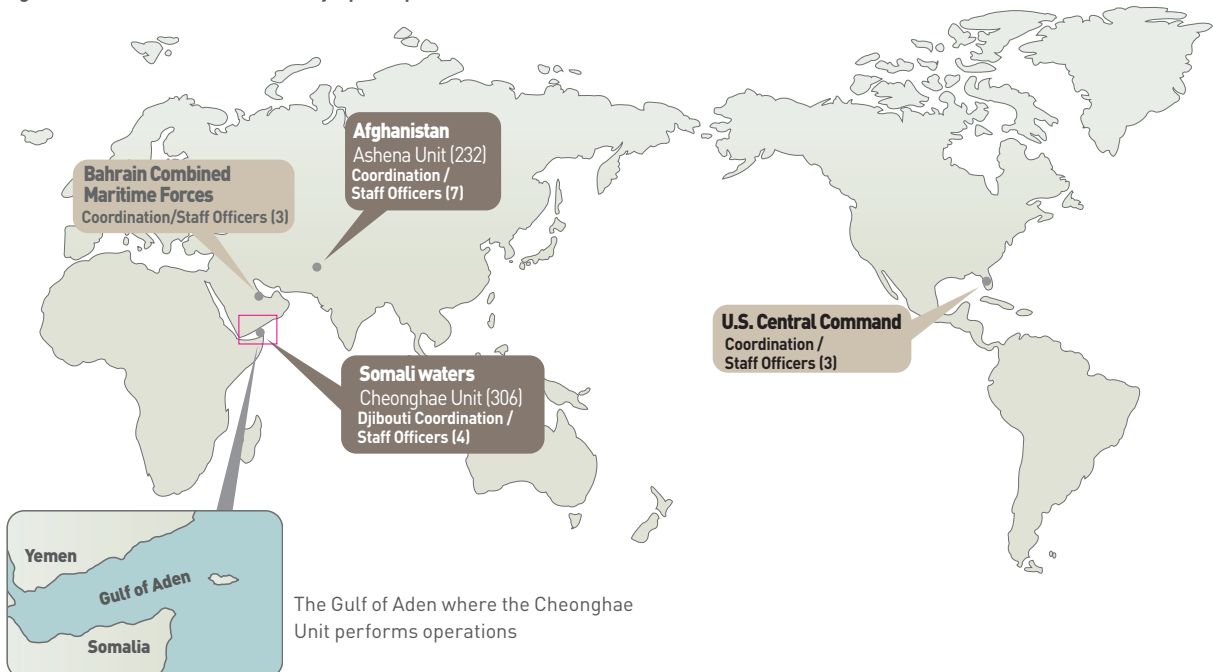 Afghanistan
Ashena Unit (232)
Coordination /
Staff Officers (7)
Bahrain Combined
Maritime Forces
Coordination/Staff Officers (3)
U.S. Central Command
Coordination /
Staff Officers (3)
Somali waters
Cheonghae Unit (306)
Djibouti Coordination /
Staff Officers (4)
Yemen
Gulf of Aden
Somalia
The Gulf of Aden where the Cheonghae
Unit performs operations